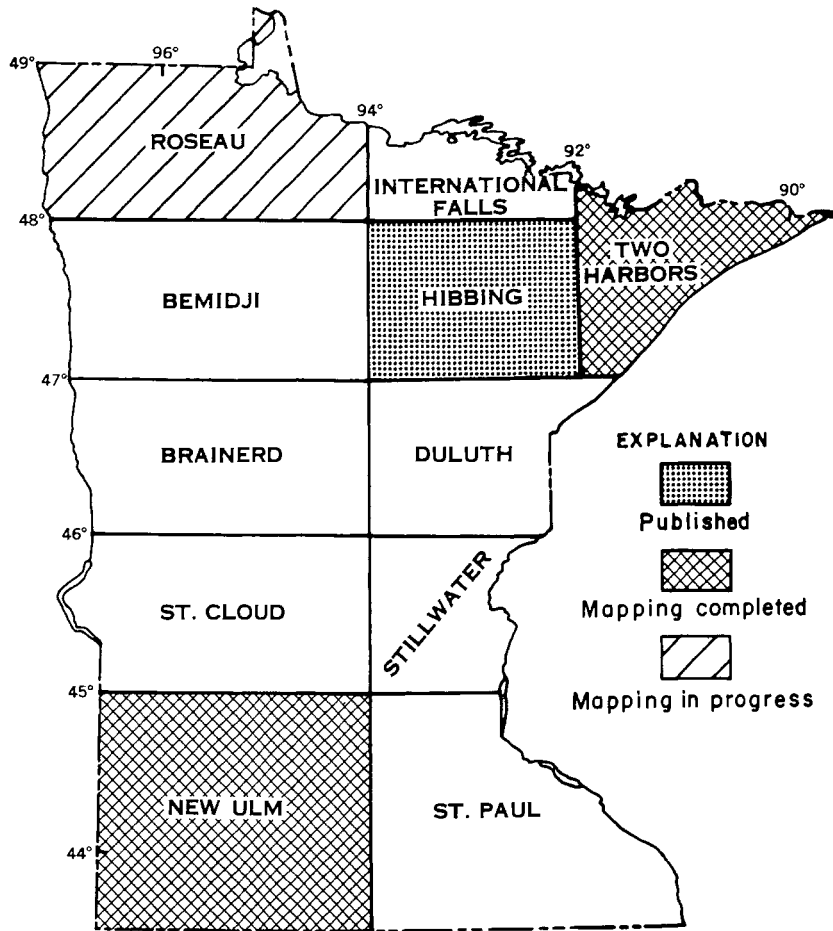 49°
96°
94°
92°
90°
ROSEAU
INTERNATIONAL
FALLS
48°
TWO
HARBORS
BEMIDJI
HIBBING
47°
BRAINERD
DULUTH
46°
ST. CLOUD
STILLWATER
45°
NEW ULM
ST. PAUL
44°
EXPLANATION
Published
Mapping completed
Mapping in progress